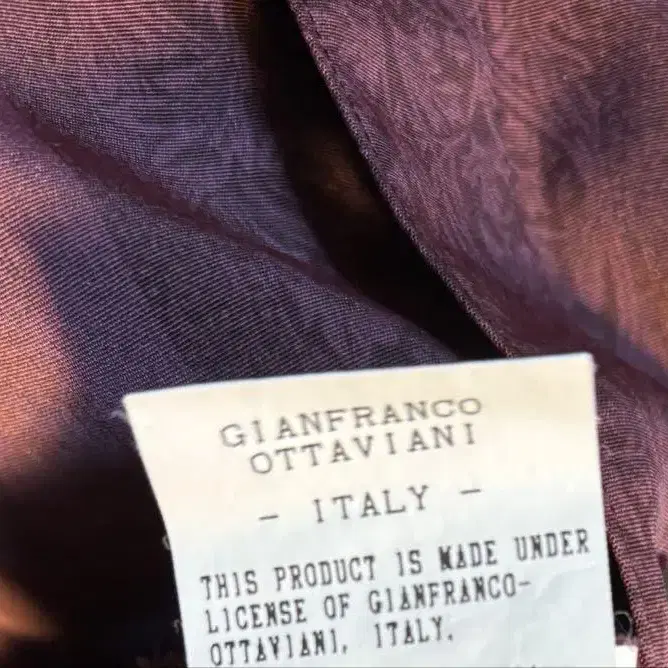 GIANFRANCO
OTTAVIANI
- ITALY -
THIS PRODUCT IS MADE UNDER
LICENSE OF GIANFRANCO-
OTTAVIANI, ITALY.